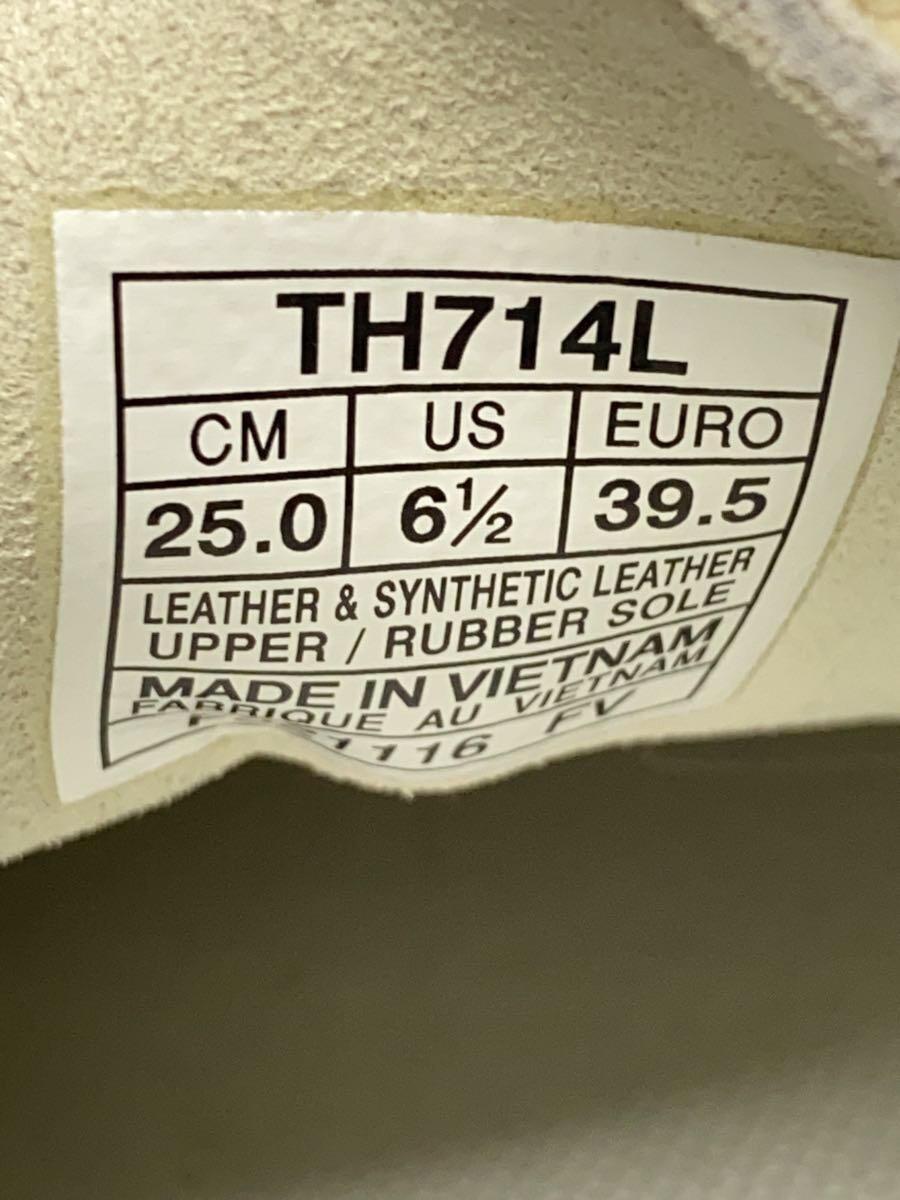 TH714L
CM US EURO
25.0 6½ 39.5
LEATHER & SYNTHETIC LEATHER
UPPER / RUBBER SOLE
MADE IN VIETNAM
FABRIQUE AU VIETNAM
FV